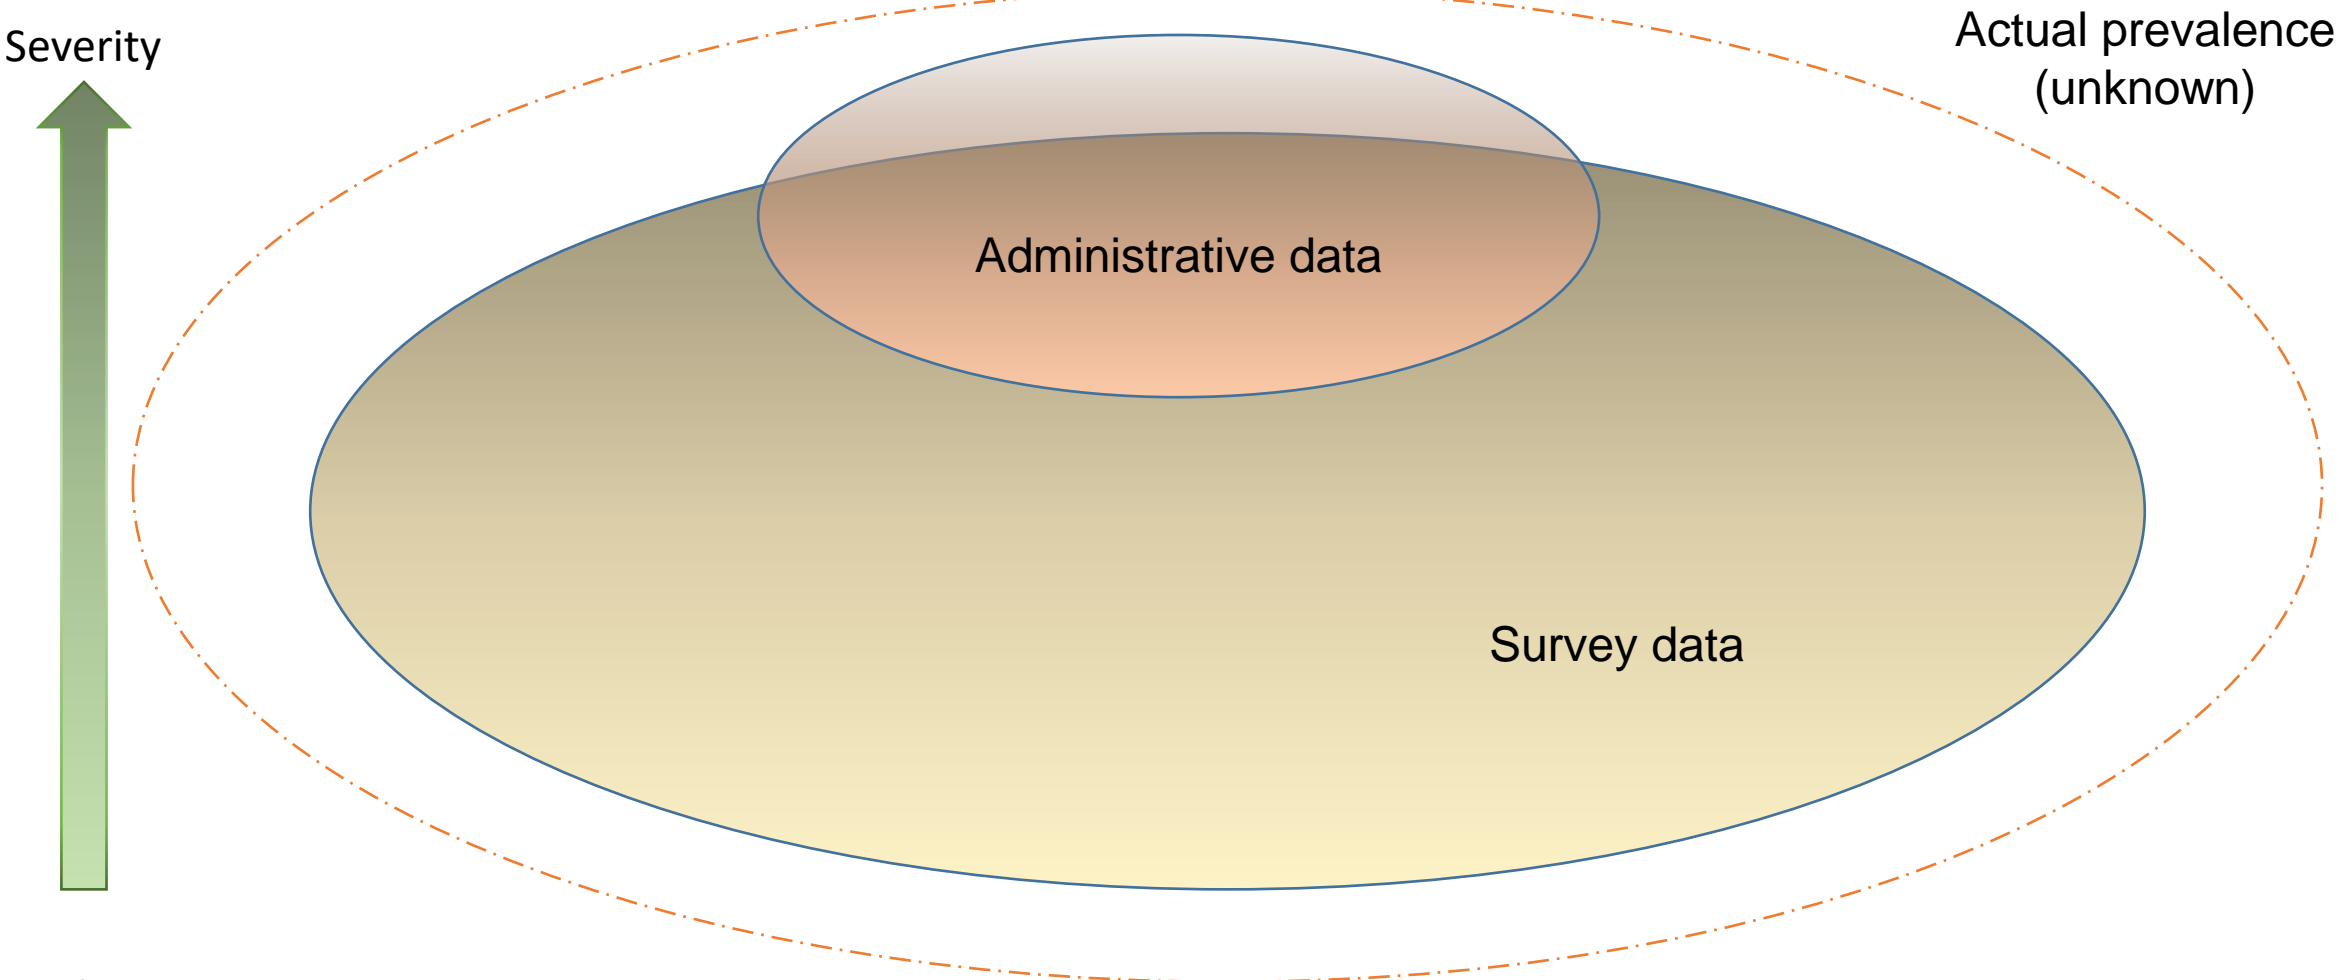 Severity
Actual prevalence
(unknown)
Administrative data
Survey data